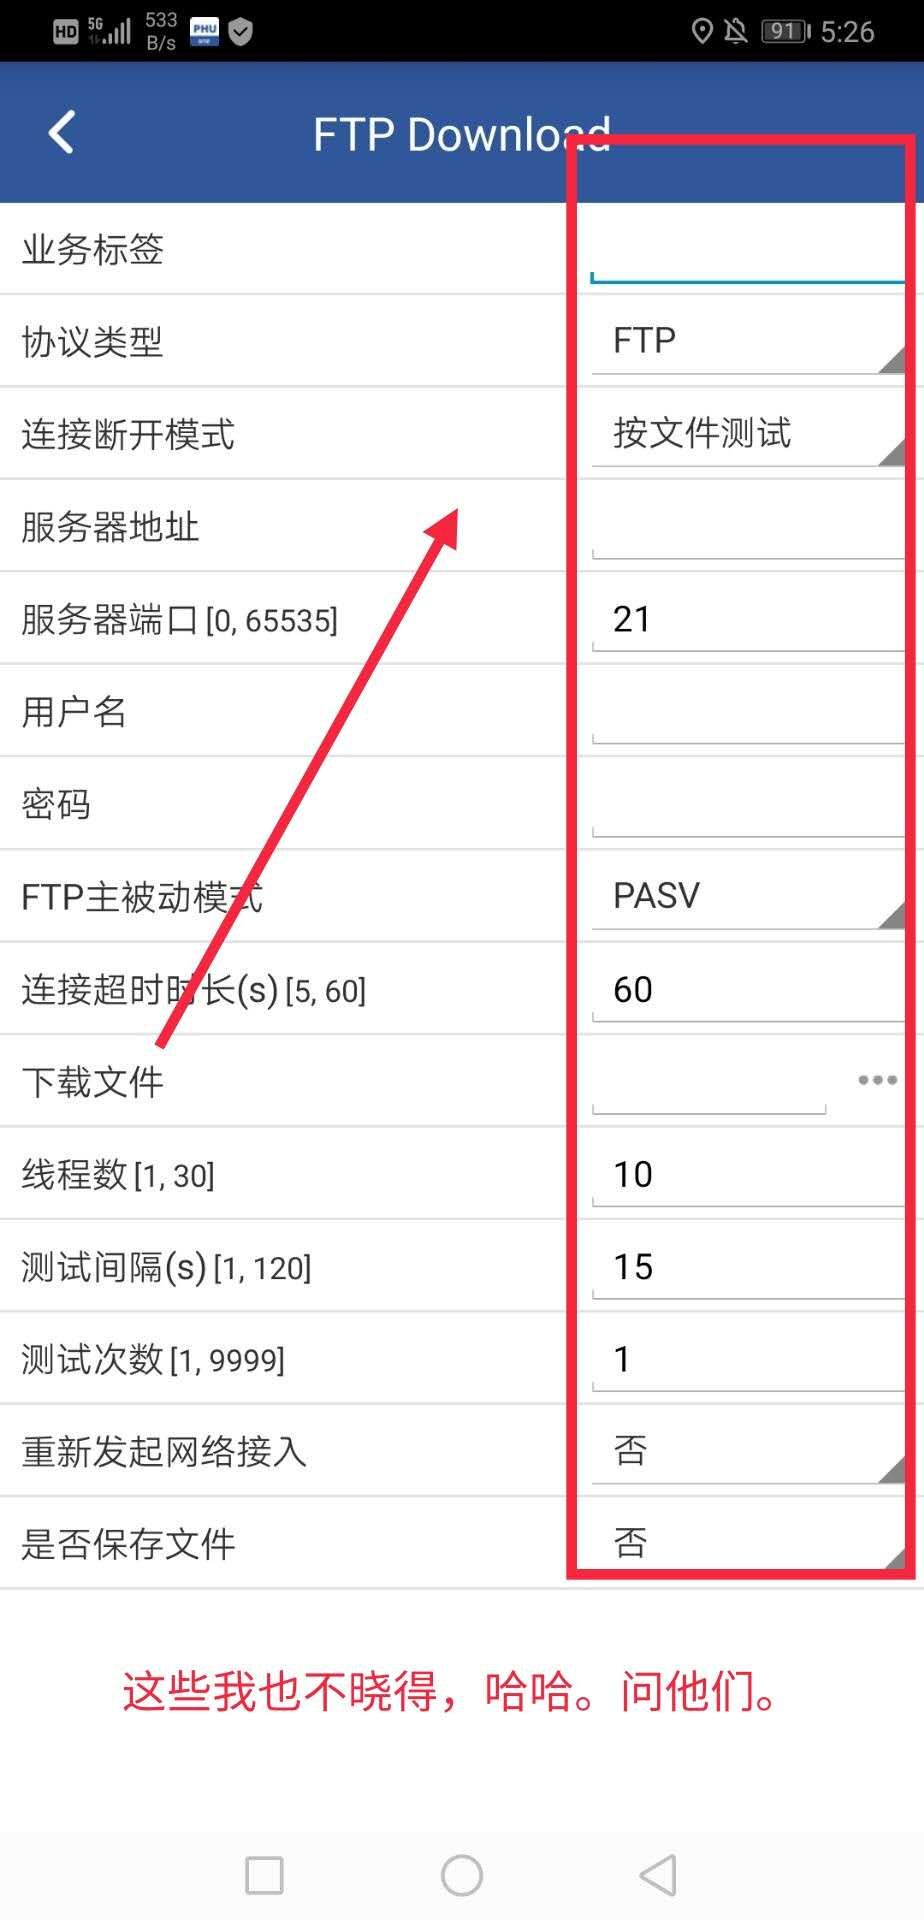 HD 5G 533 B/s PHU 91 5:26
FTP Download
业务标签
协议类型 FTP
连接断开模式 按文件测试
服务器地址
服务器端口 [0, 65535] 21
用户名
密码
FTP主被动模式 PASV
连接超时时长(s) [5, 60] 60
下载文件 •••
线程数 [1, 30] 10
测试间隔(s) [1, 120] 15
测试次数 [1, 9999] 1
重新发起网络接入 否
是否保存文件 否
这些我也不晓得，哈哈。问他们。